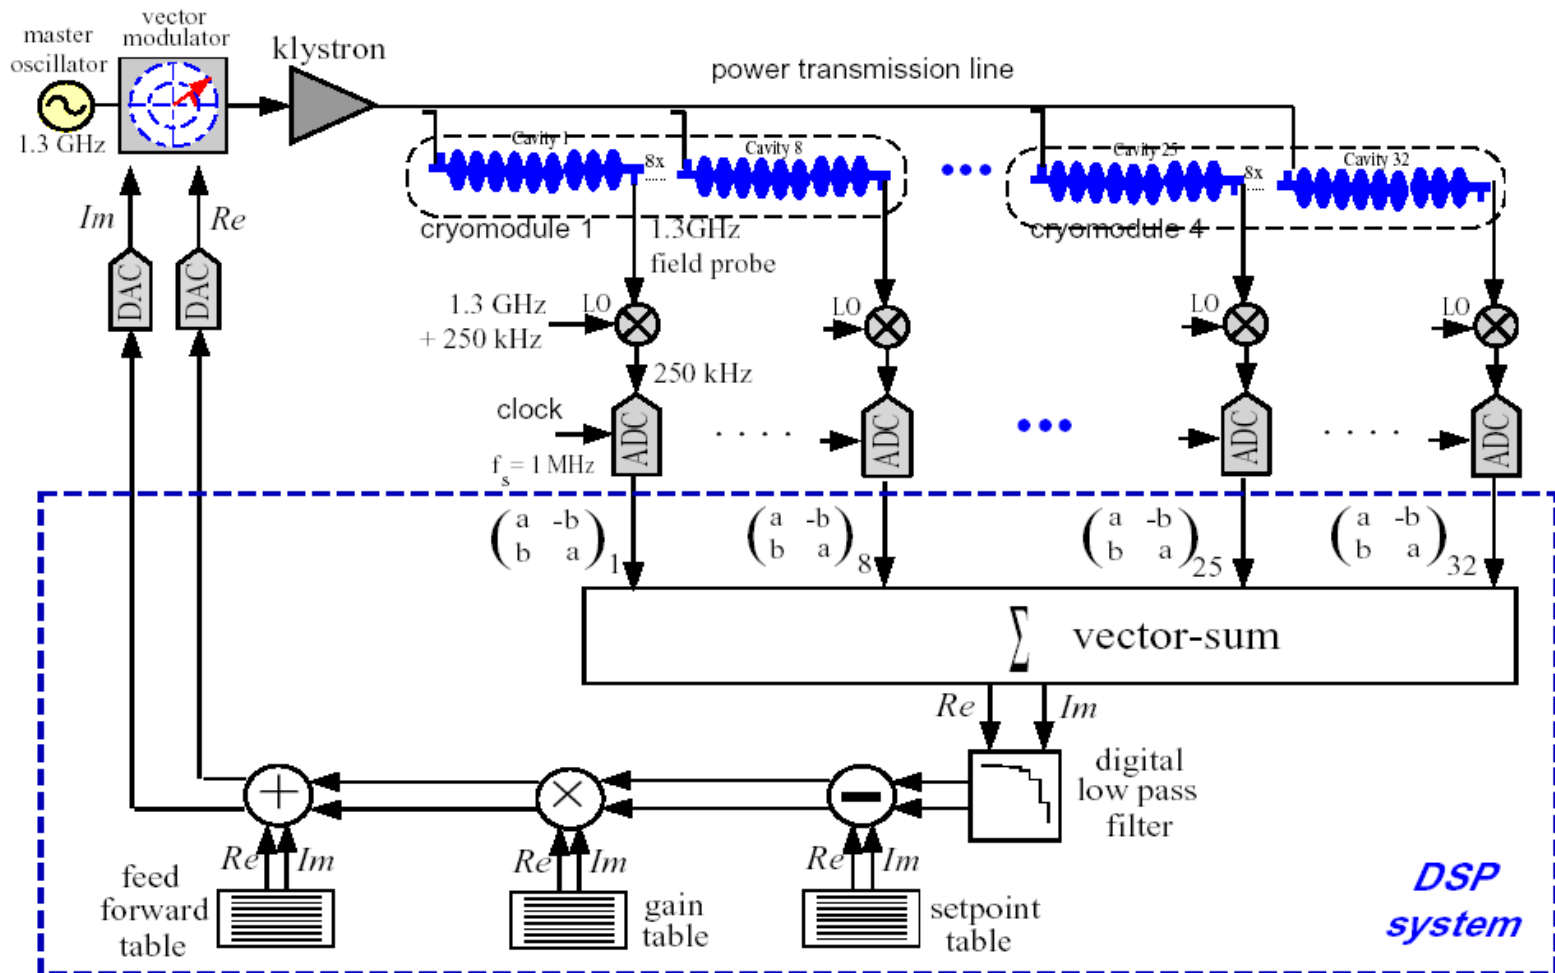 master
oscillator
1.3 GHz
vector
modulator
klystron
power transmission line
Cavity 1
8x
Cavity 8
Cavity 25
8x
Cavity 32
cryomodule 1
cryomodule 4
Im
Re
DAC
DAC
1.3GHz
field probe
1.3 GHz
+ 250 kHz
LO
LO
LO
LO
250 kHz
clock
f_s = 1 MHz
ADC
. . . .
ADC
ADC
. . . .
ADC
(a -b
b a)1
(a -b
b a)8
(a -b
b a)25
(a -b
b a)32
∑ vector-sum
Re
Im
digital
low pass
filter
+
×
−
Re
Im
Re
Im
Re
Im
feed
forward
table
gain
table
setpoint
table
DSP
system